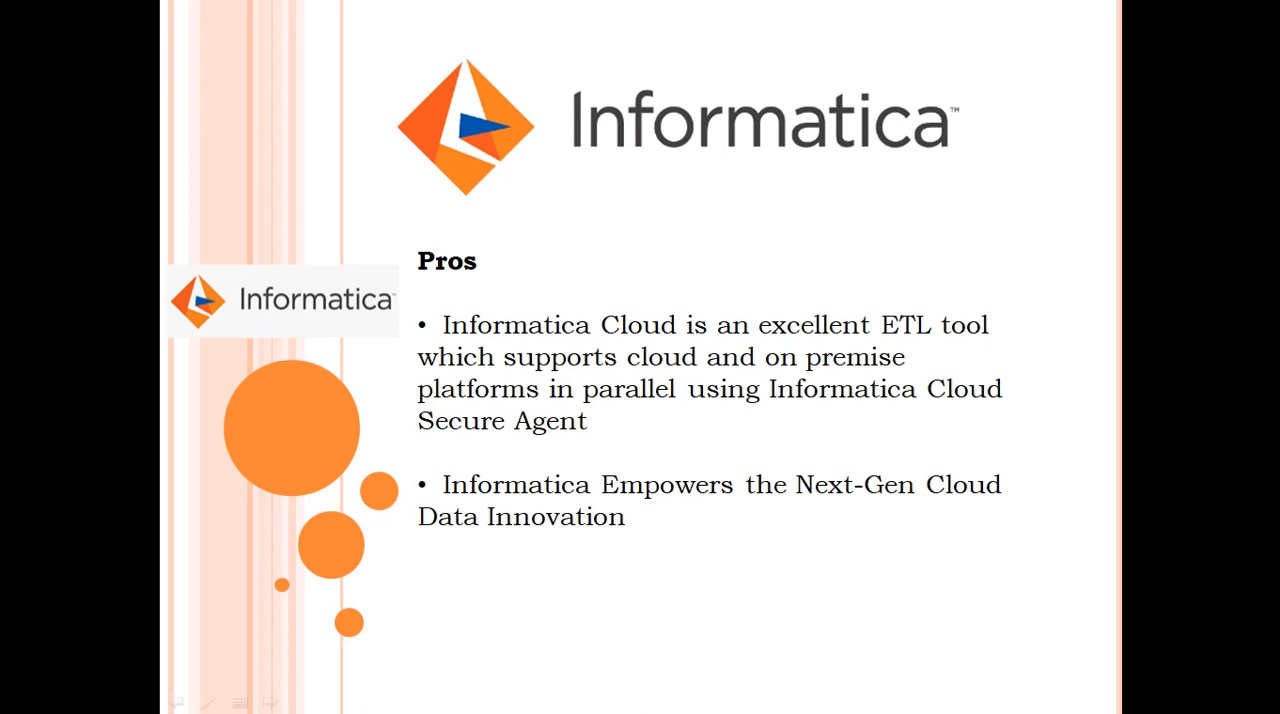 Informatica™
Pros
Informatica
• Informatica Cloud is an excellent ETL tool
which supports cloud and on premise
platforms in parallel using Informatica Cloud
Secure Agent
• Informatica Empowers the Next-Gen Cloud
Data Innovation